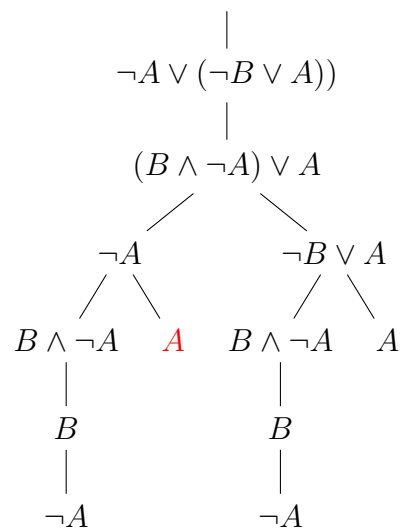 ¬A ∨ (¬B ∨ A))
(B ∧ ¬A) ∨ A
¬A ¬B ∨ A
B ∧ ¬A A B ∧ ¬A A
B B
¬A ¬A